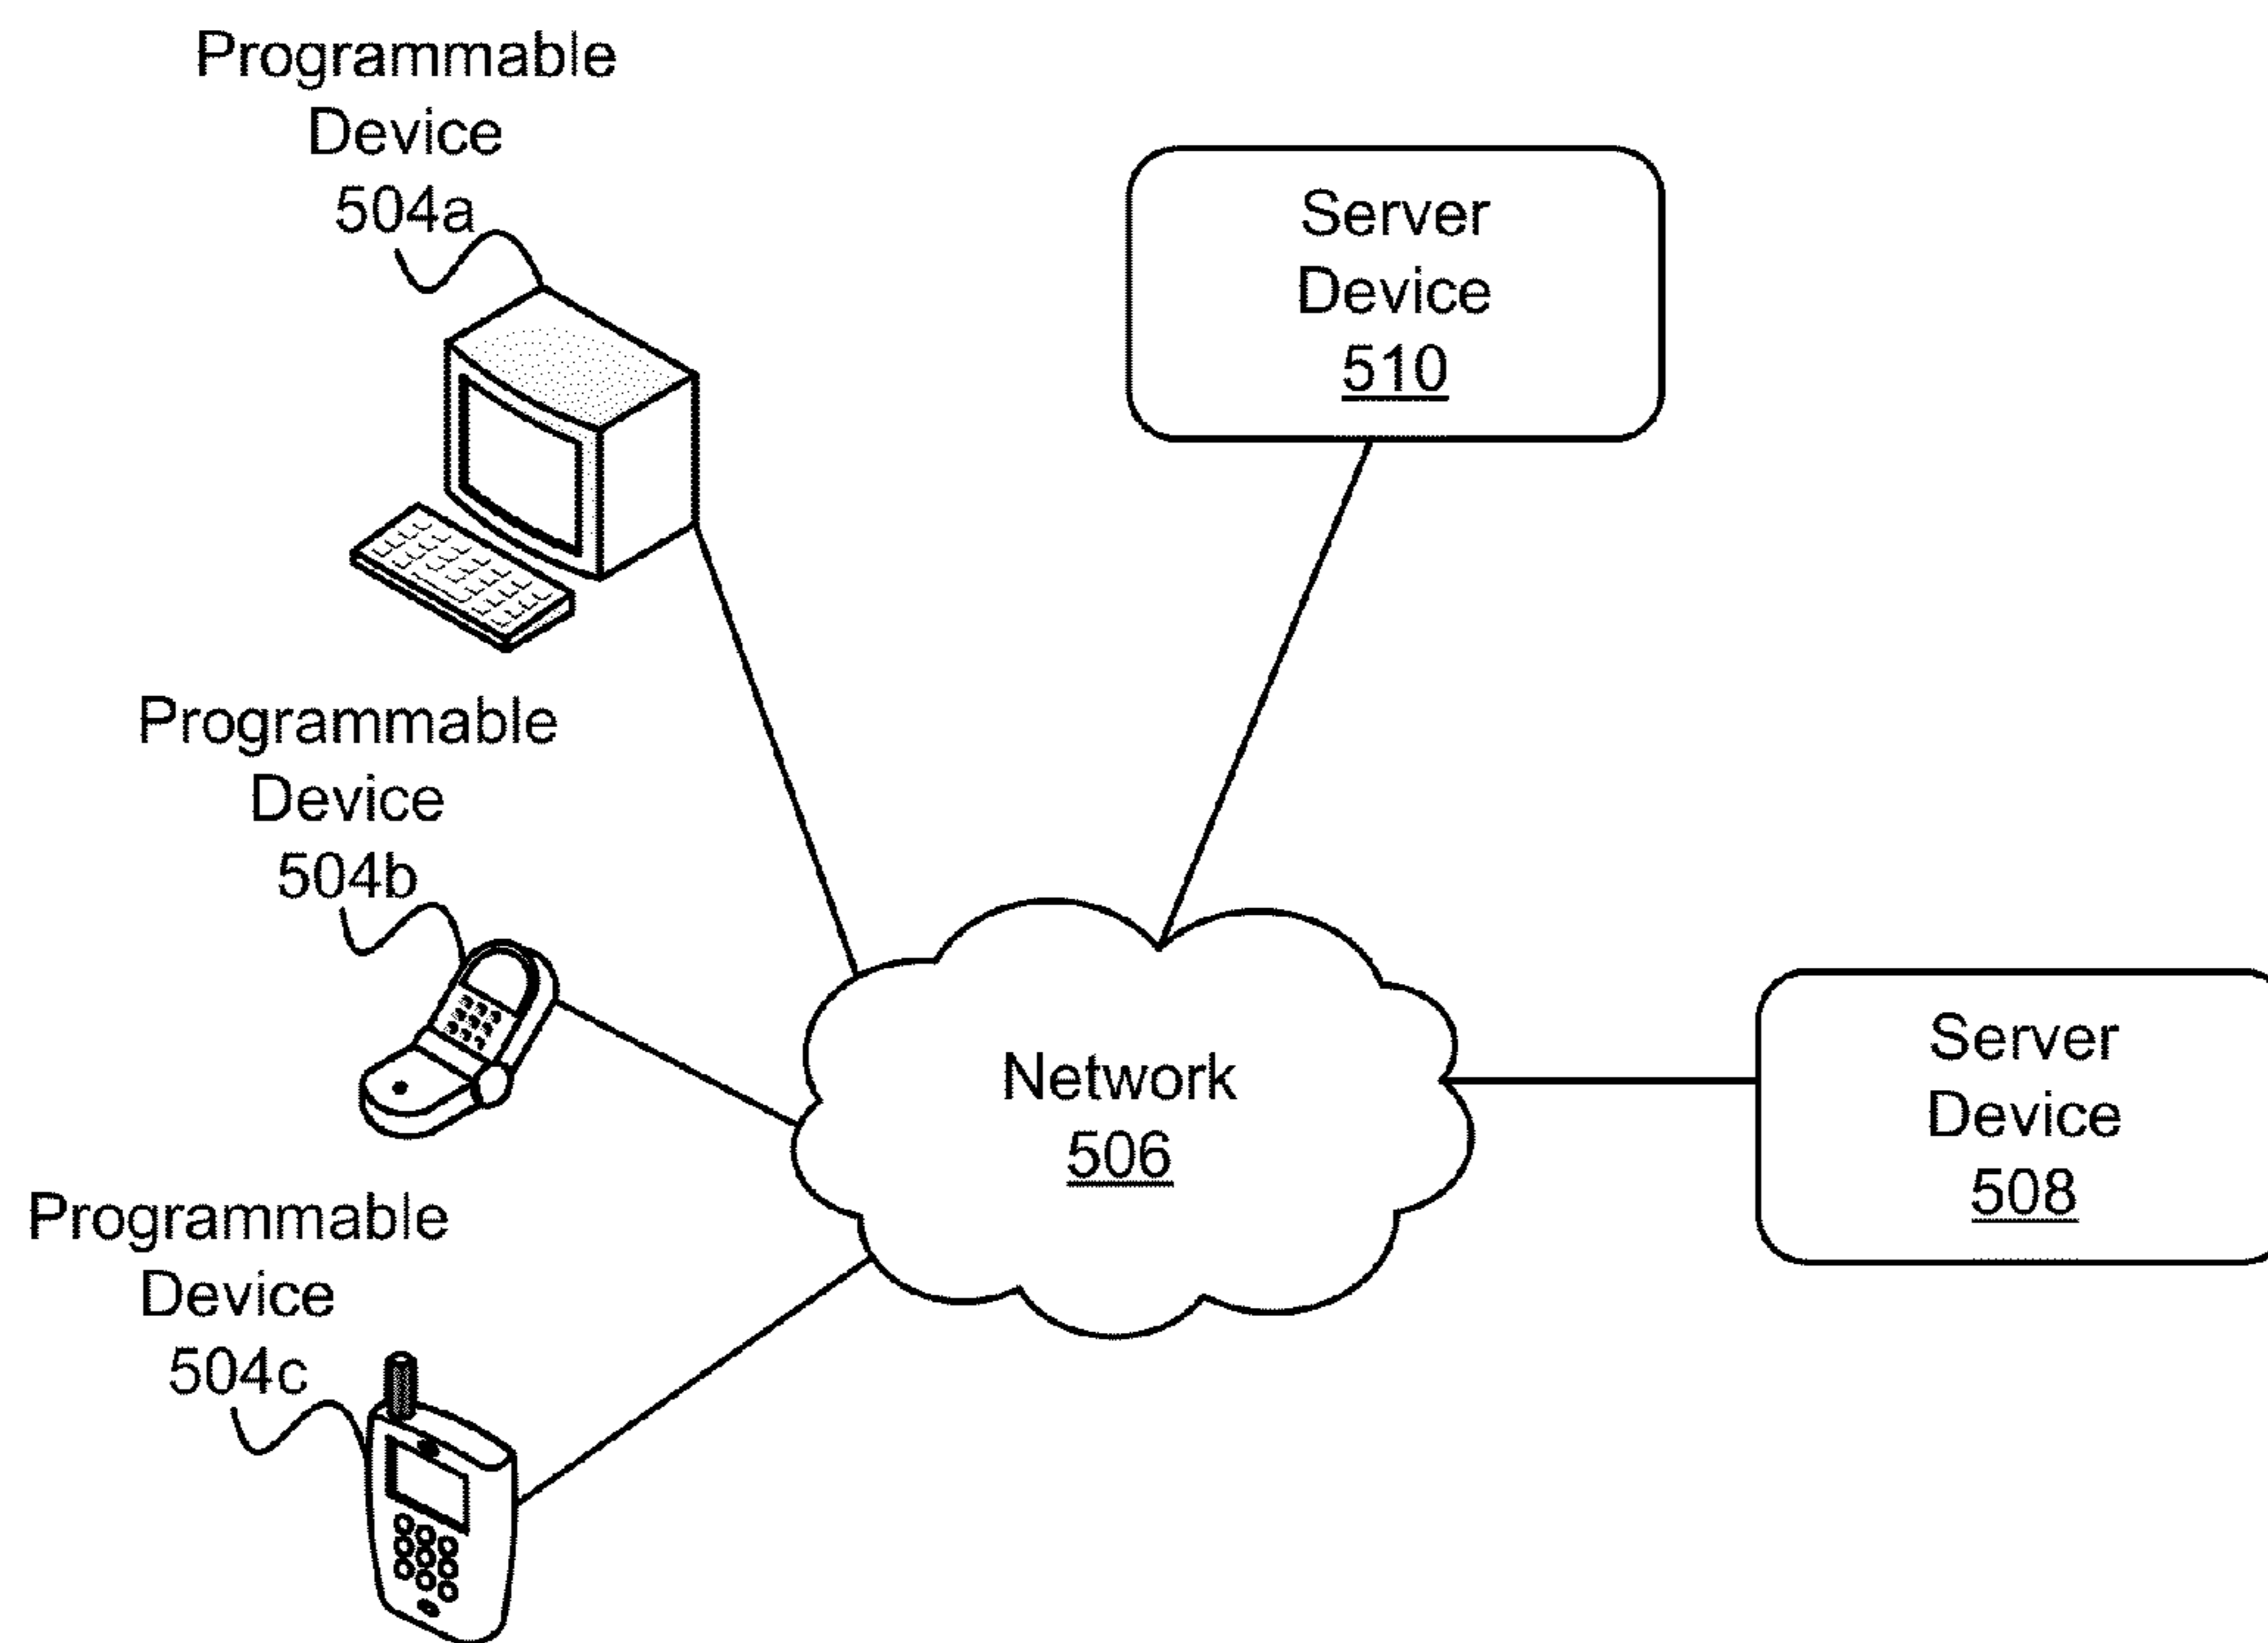 Programmable
Device
504a
Server
Device
510
Programmable
Device
504b
Network
506
Server
Device
508
Programmable
Device
504c